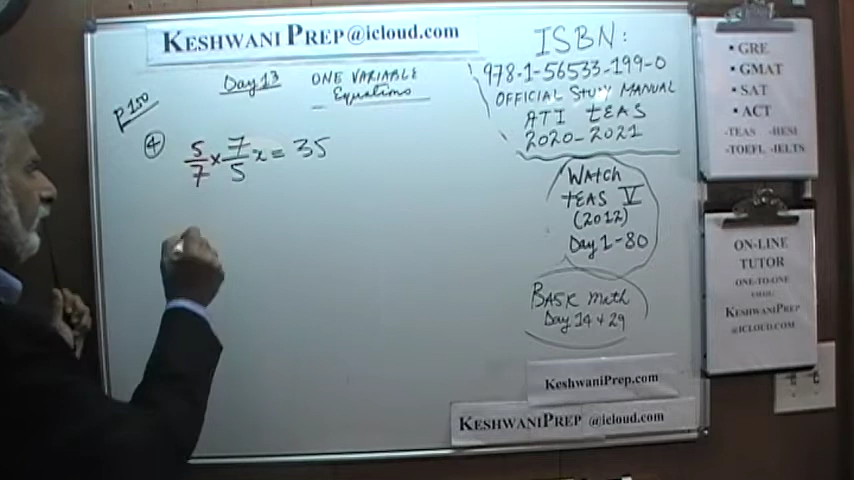 KESHWANI PREP@icloud.com
Day 13 ONE VARIABLE
Equations
P 150
④ 5/7 × 7/5 x = 35
ISBN:
978-1-56533-199-0
OFFICIAL STUDY MANUAL
ATI TEAS
2020-2021
WATCH
TEAS V
(2012)
Day 1-80
BASIC Math
Day 14 & 29
KESHWANIPREP.COM
KESHWANIPREP @icloud.com
• GRE
• GMAT
• SAT
• ACT
-TEAS -HESI
-TOEFL -IELTS
ON-LINE
TUTOR
ONE-TO-ONE
KESHWANIPREP
@ICLOUD.COM